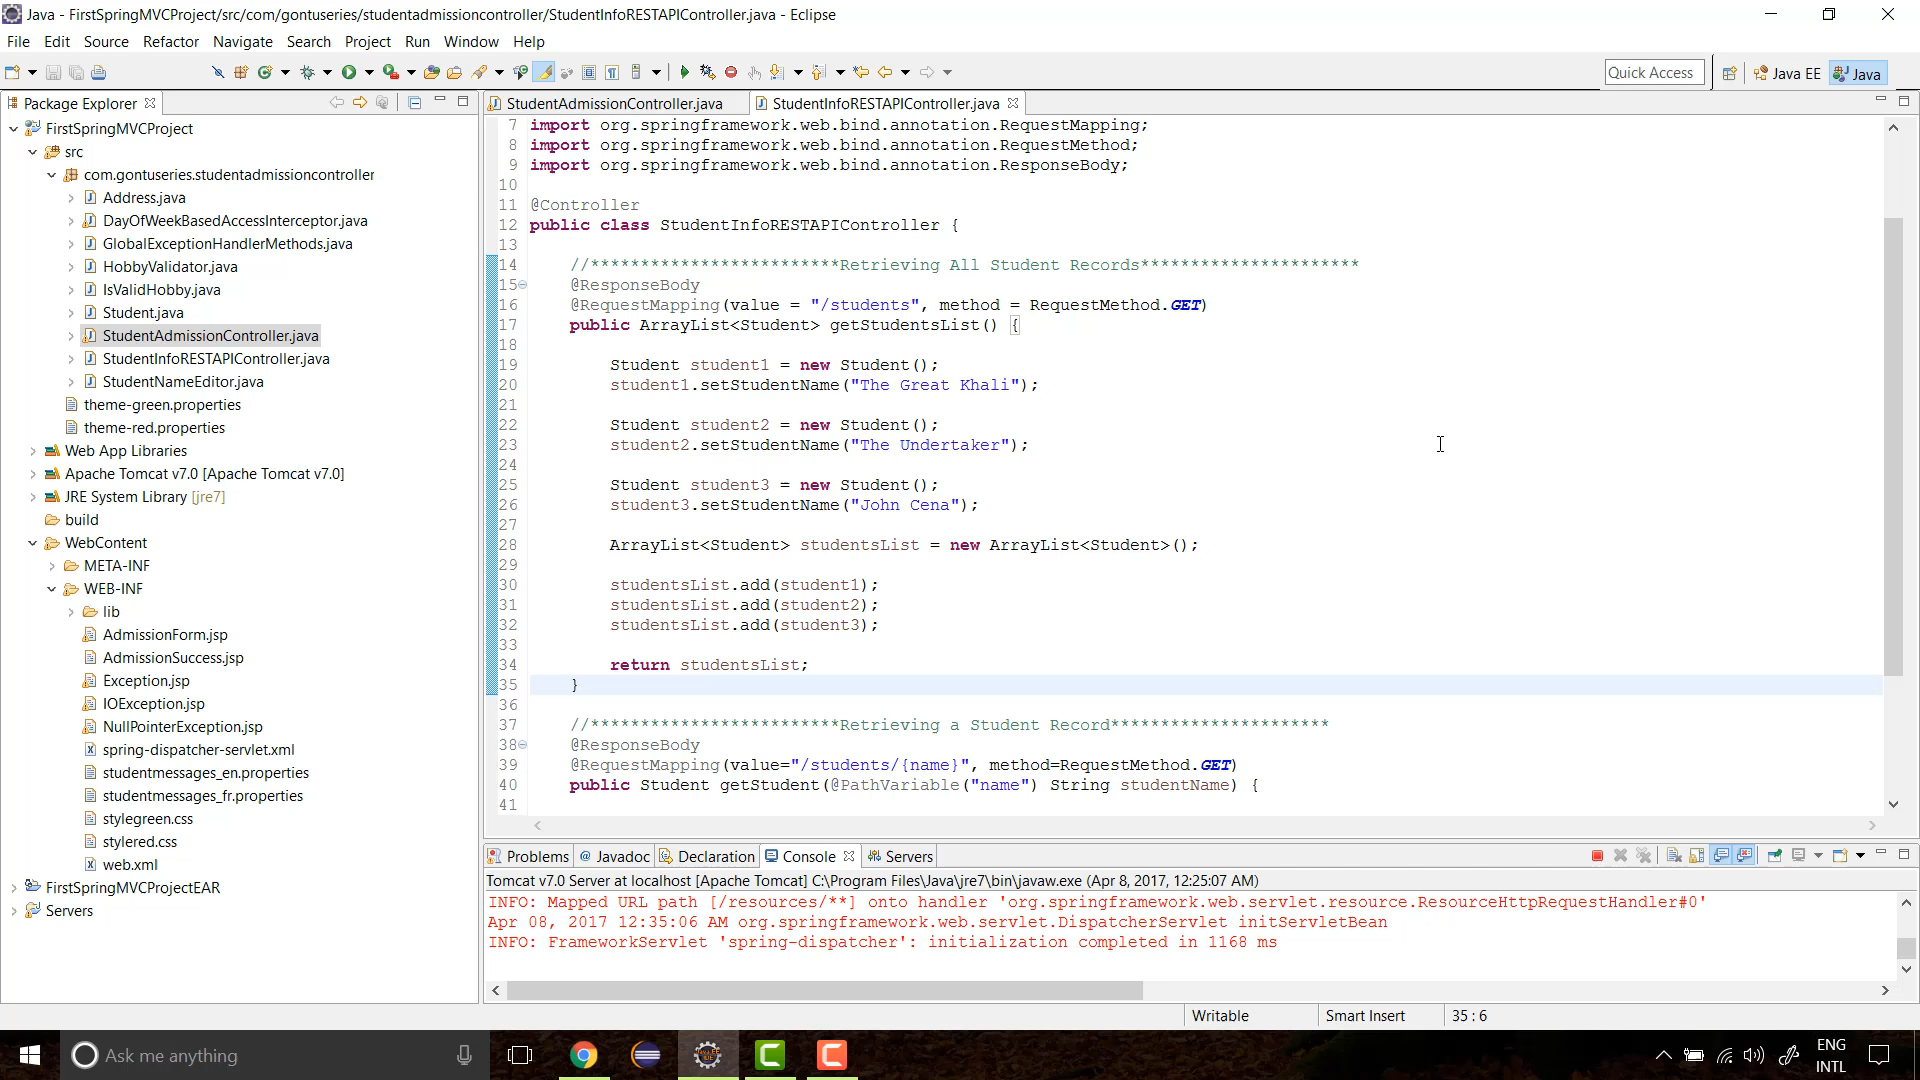 Java - FirstSpringMVCProject/src/com/gontuseries/studentadmissioncontroller/StudentInfoRESTAPIController.java - Eclipse
File Edit Source Refactor Navigate Search Project Run Window Help
Quick Access Java EE Java
Package Explorer
FirstSpringMVCProject
src
com.gontuseries.studentadmissioncontroller
Address.java
DayOfWeekBasedAccessInterceptor.java
GlobalExceptionHandlerMethods.java
HobbyValidator.java
IsValidHobby.java
Student.java
StudentAdmissionController.java
StudentInfoRESTAPIController.java
StudentNameEditor.java
theme-green.properties
theme-red.properties
Web App Libraries
Apache Tomcat v7.0 [Apache Tomcat v7.0]
JRE System Library [jre7]
build
WebContent
META-INF
WEB-INF
lib
AdmissionForm.jsp
AdmissionSuccess.jsp
Exception.jsp
IOException.jsp
NullPointerException.jsp
spring-dispatcher-servlet.xml
studentmessages_en.properties
studentmessages_fr.properties
stylegreen.css
stylered.css
web.xml
FirstSpringMVCProjectEAR
Servers
StudentAdmissionController.java StudentInfoRESTAPIController.java
7 import org.springframework.web.bind.annotation.RequestMapping;
8 import org.springframework.web.bind.annotation.RequestMethod;
9 import org.springframework.web.bind.annotation.ResponseBody;
10
11 @Controller
12 public class StudentInfoRESTAPIController {
13
14 //*************************Retrieving All Student Records**********************
15 @ResponseBody
16 @RequestMapping(value = "/students", method = RequestMethod.GET)
17 public ArrayList<Student> getStudentsList() {
18
19 Student student1 = new Student();
20 student1.setStudentName("The Great Khali");
21
22 Student student2 = new Student();
23 student2.setStudentName("The Undertaker");
24
25 Student student3 = new Student();
26 student3.setStudentName("John Cena");
27
28 ArrayList<Student> studentsList = new ArrayList<Student>();
29
30 studentsList.add(student1);
31 studentsList.add(student2);
32 studentsList.add(student3);
33
34 return studentsList;
35 }
36
37 //*************************Retrieving a Student Record**********************
38 @ResponseBody
39 @RequestMapping(value="/students/{name}", method=RequestMethod.GET)
40 public Student getStudent(@PathVariable("name") String studentName) {
41
Problems Javadoc Declaration Console Servers
Tomcat v7.0 Server at localhost [Apache Tomcat] C:\Program Files\Java\jre7\bin\javaw.exe (Apr 8, 2017, 12:25:07 AM)
INFO: Mapped URL path [/resources/**] onto handler 'org.springframework.web.servlet.resource.ResourceHttpRequestHandler#0'
Apr 08, 2017 12:35:06 AM org.springframework.web.servlet.DispatcherServlet initServletBean
INFO: FrameworkServlet 'spring-dispatcher': initialization completed in 1168 ms
Writable Smart Insert 35 : 6
Ask me anything
ENG
INTL